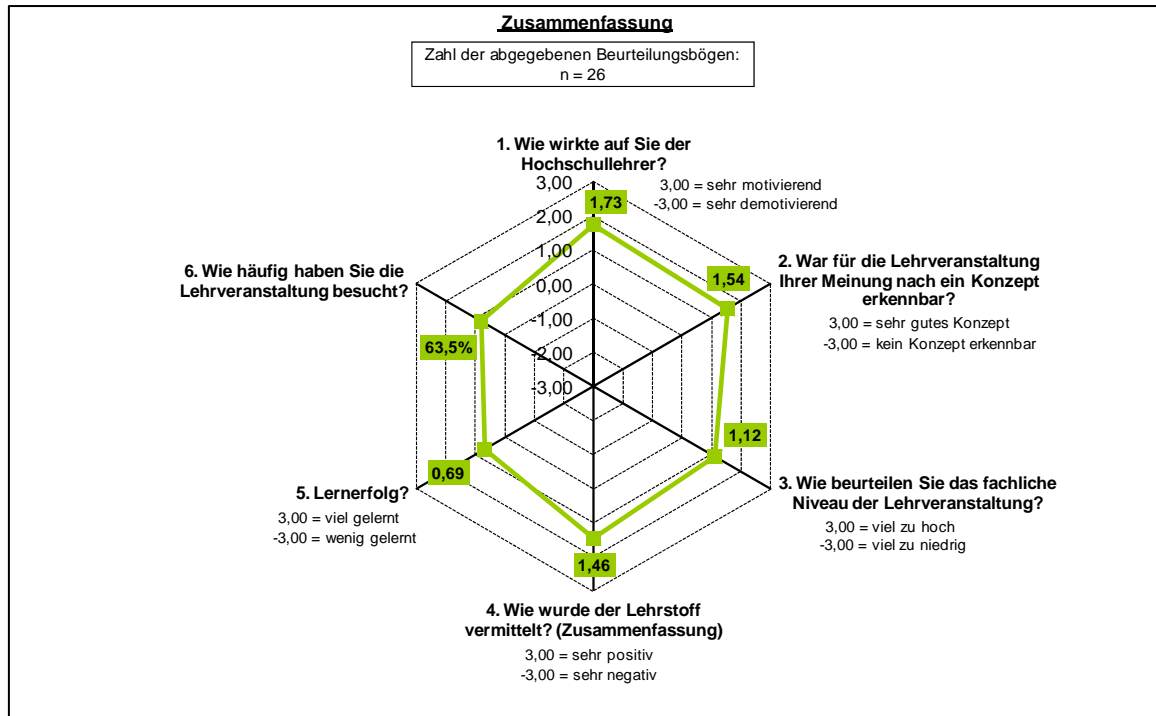 Zusammenfassung
Zahl der abgegebenen Beurteilungsbögen:
n = 26
1. Wie wirkte auf Sie der
Hochschullehrer?
3,00 = sehr motivierend
-3,00 = sehr demotivierend
3,00
2,00
1,00
0,00
-1,00
-2,00
-3,00
1,73
2. War für die Lehrveranstaltung
Ihrer Meinung nach ein Konzept
erkennbar?
3,00 = sehr gutes Konzept
-3,00 = kein Konzept erkennbar
1,54
3. Wie beurteilen Sie das fachliche
Niveau der Lehrveranstaltung?
3,00 = viel zu hoch
-3,00 = viel zu niedrig
1,12
1,46
4. Wie wurde der Lehrstoff
vermittelt? (Zusammenfassung)
3,00 = sehr positiv
-3,00 = sehr negativ
0,69
5. Lernerfolg?
3,00 = viel gelernt
-3,00 = wenig gelernt
6. Wie häufig haben Sie die
Lehrveranstaltung besucht?
63,5%